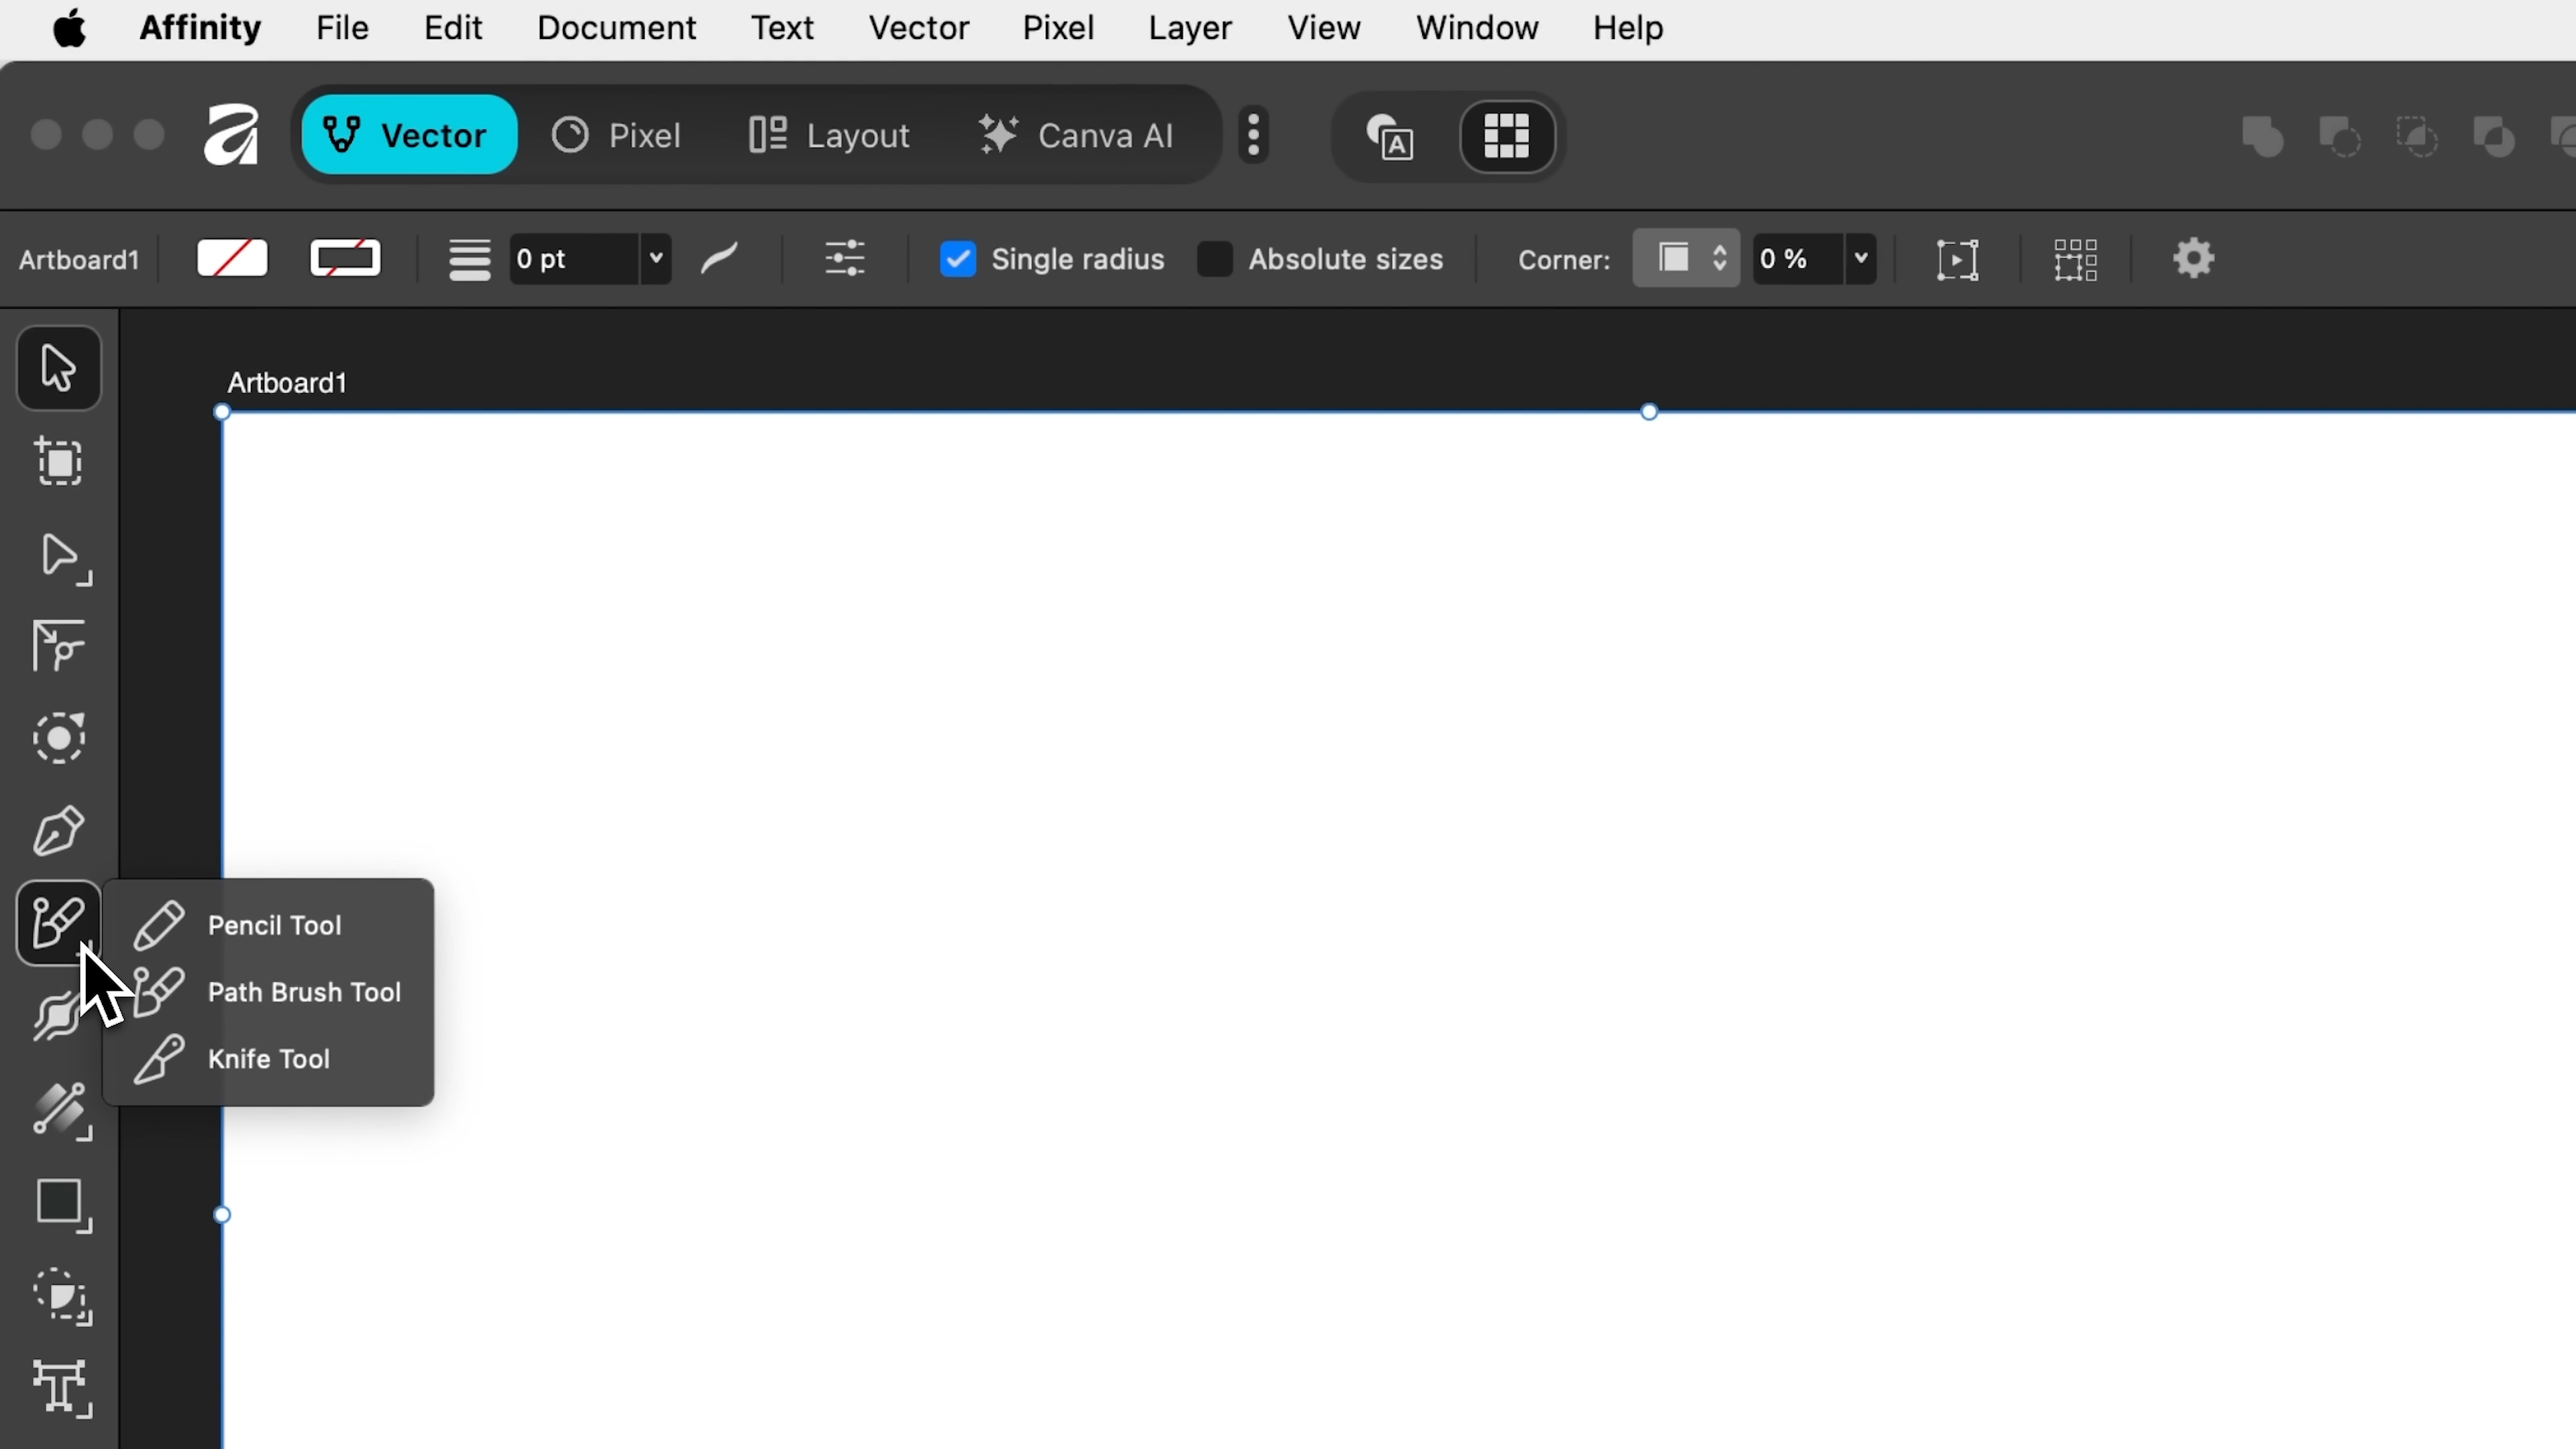 Affinity File Edit Document Text Vector Pixel Layer View Window Help
Vector Pixel Layout Canva AI
Artboard1 0 pt Single radius Absolute sizes Corner: 0 %
Artboard1
Pencil Tool
Path Brush Tool
Knife Tool